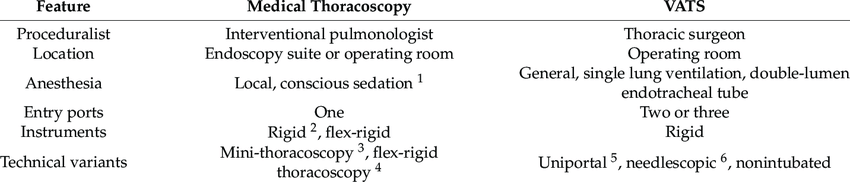 Feature Medical Thoracoscopy VATS
Proceduralist Interventional pulmonologist Thoracic surgeon
Location Endoscopy suite or operating room Operating room
Anesthesia Local, conscious sedation 1 General, single lung ventilation, double-lumen
endotracheal tube
Entry ports One Two or three
Instruments Rigid 2, flex-rigid Rigid
Technical variants Mini-thoracoscopy 3, flex-rigid
thoracoscopy 4 Uniportal 5, needlescopic 6, nonintubated